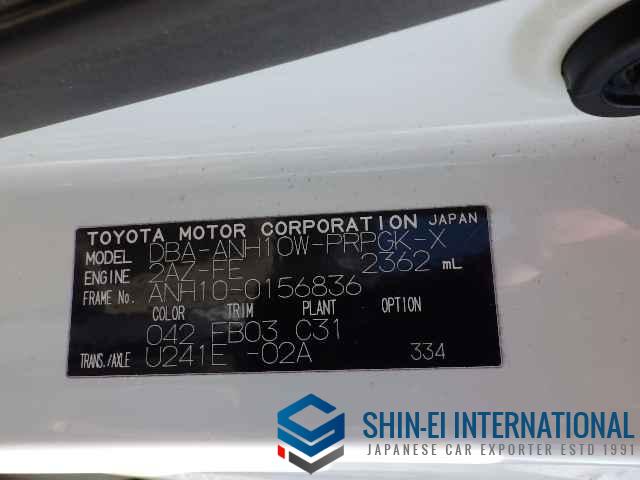 TOYOTA MOTOR CORPORATION JAPAN
MODEL DBA-ANH10W-PRPGK-X
ENGINE 2AZ-FE 2362 mL
FRAME No. ANH10-0156836
COLOR TRIM PLANT OPTION
042 FB03 C31
TRANS./AXLE U241E -02A 334
SHIN-EI INTERNATIONAL
JAPANESE CAR EXPORTER ESTD 1991